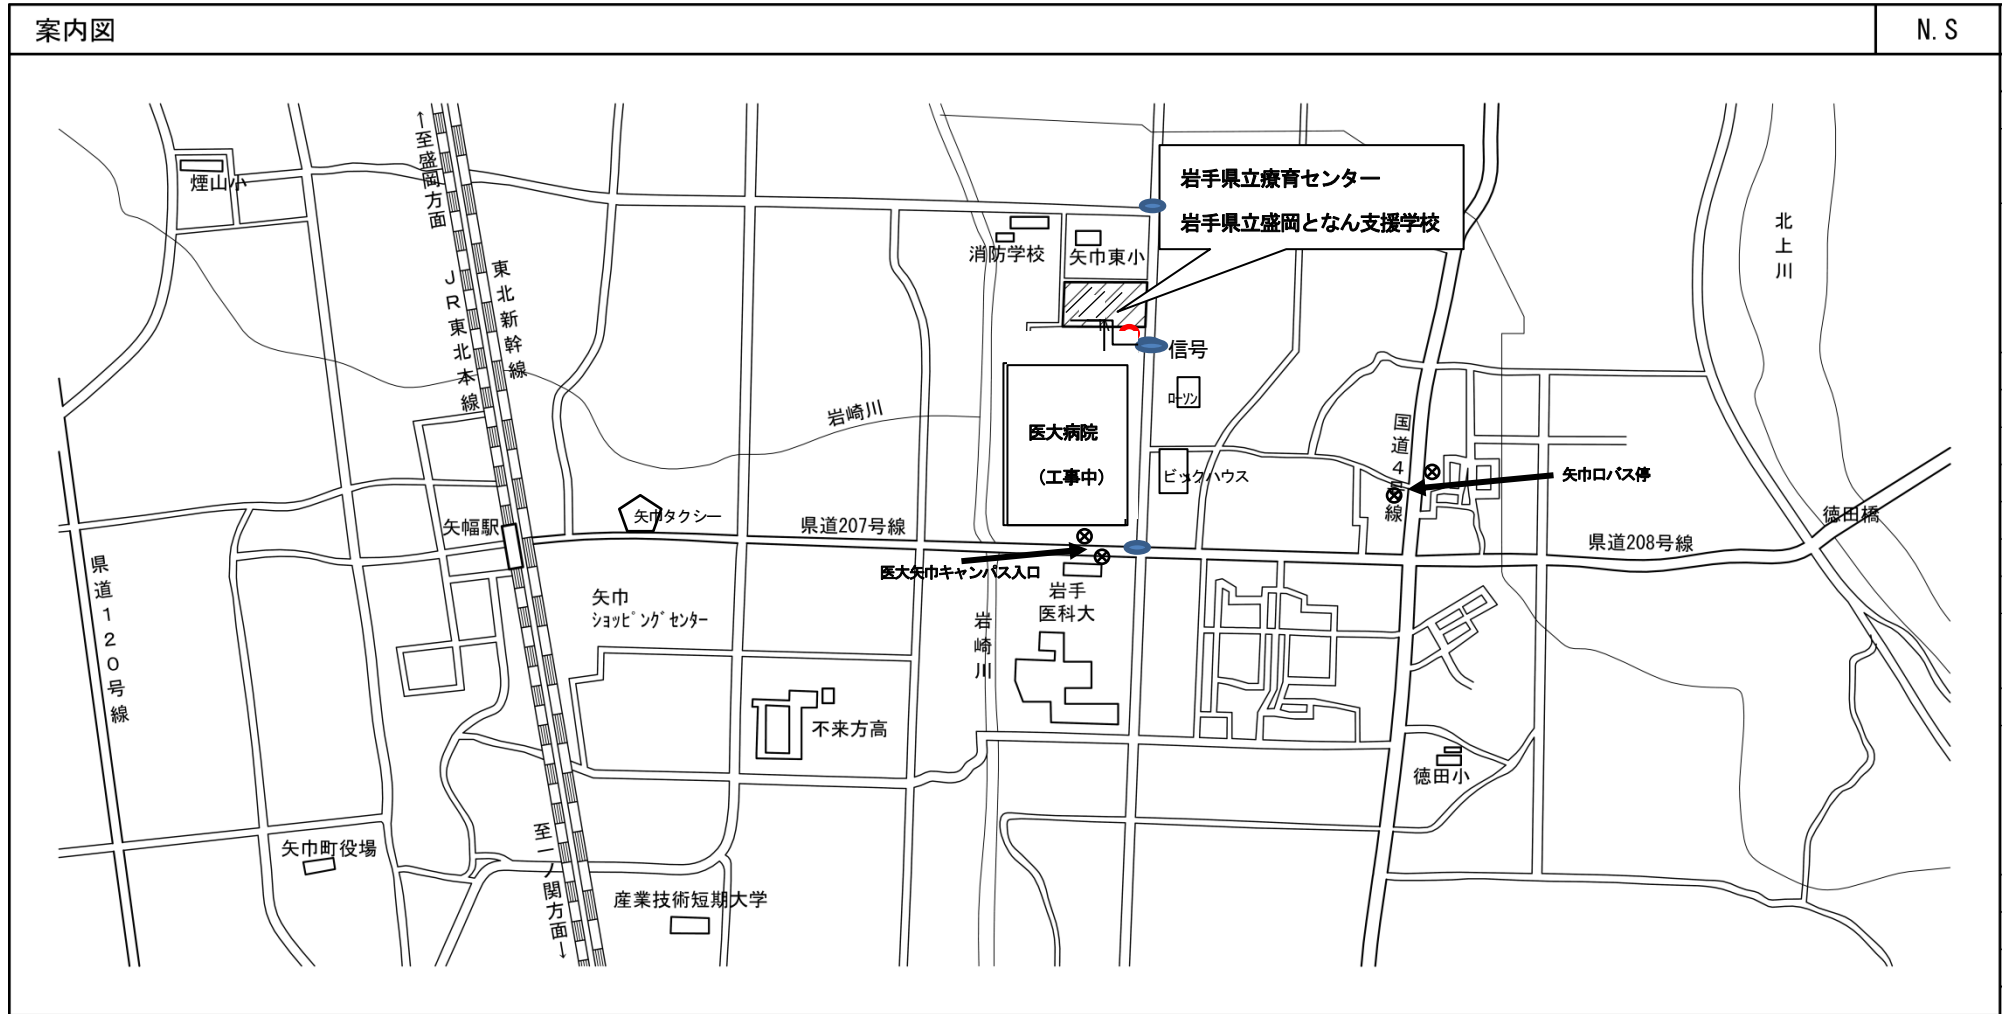 案内図
N.S
←至盛岡方面
煙山小
岩手県立療育センター
岩手県立盛岡となん支援学校
北上川
消防学校
矢巾東小
東北新幹線
JR東北本線
信号
ローソン
岩崎川
医大病院
(工事中)
国道4号線
ビックハウス
矢巾口バス停
矢巾タクシー
矢幅駅
県道207号線
徳田橋
県道208号線
県道120号線
医大矢巾キャンパス入口
岩手
医科大
矢巾
ショッピングセンター
岩崎川
不来方高
徳田小
至一ノ関方面→
矢巾町役場
産業技術短期大学